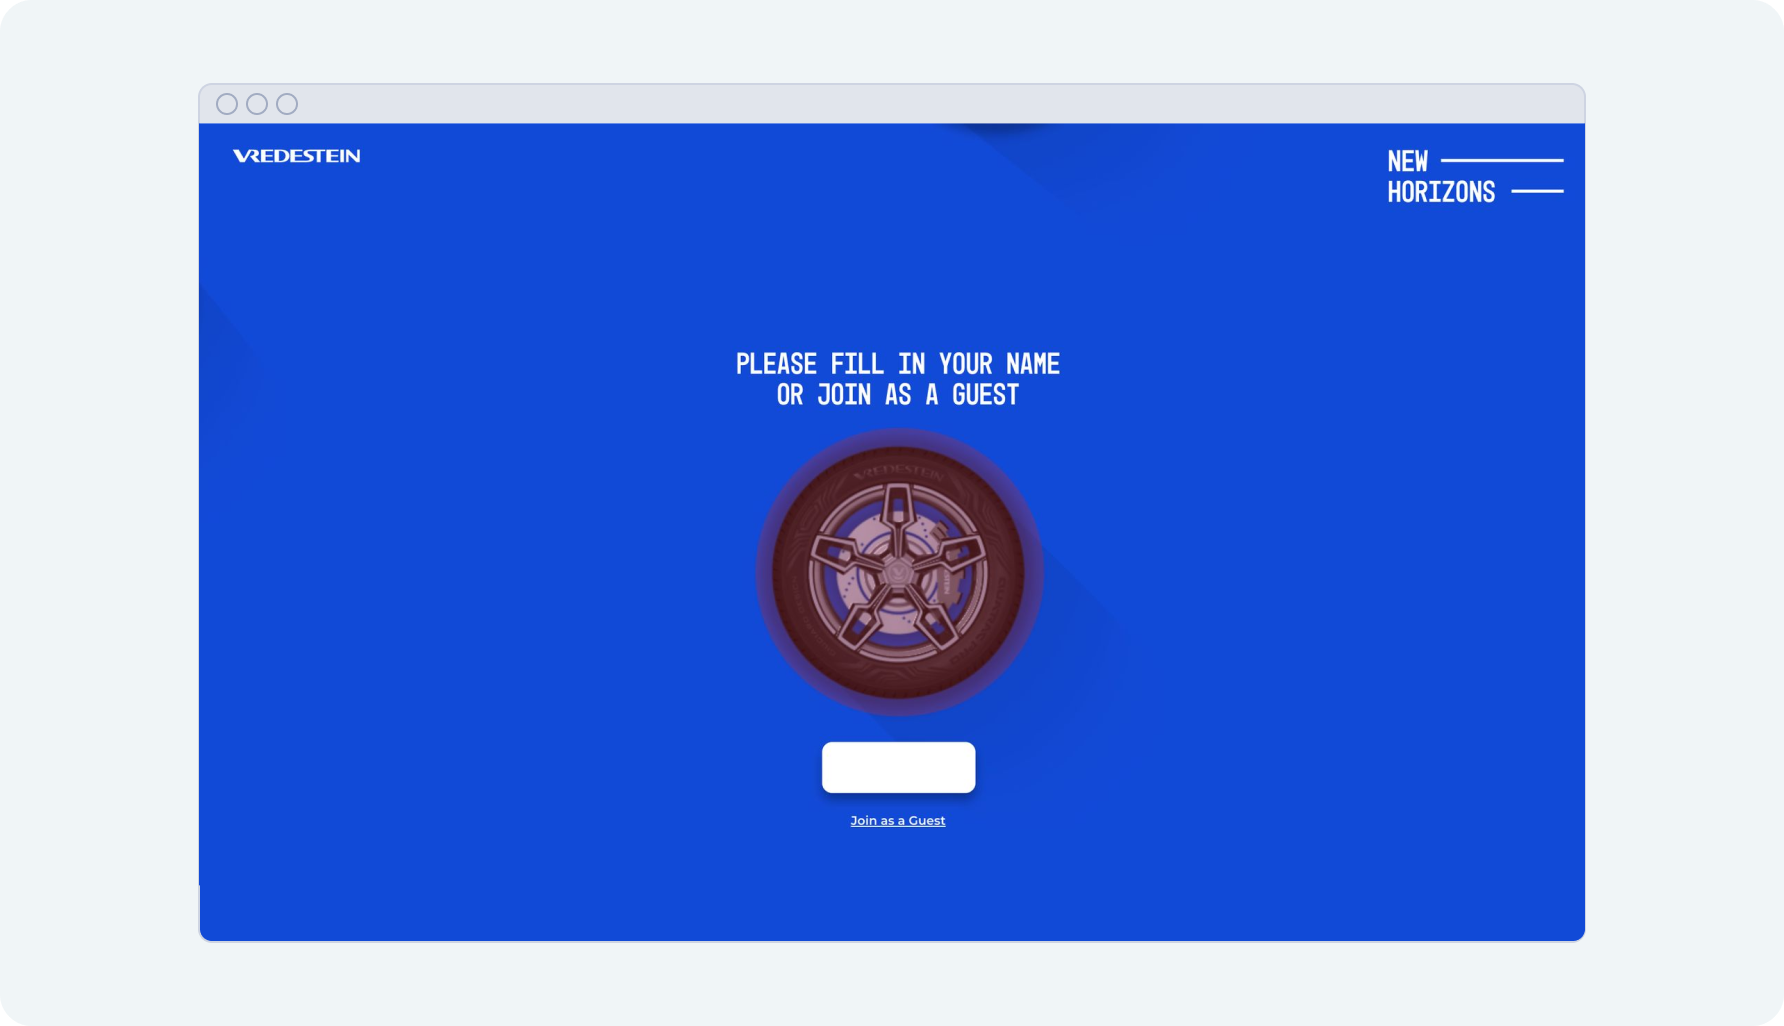 VREDESTEIN
NEW
HORIZONS
PLEASE FILL IN YOUR NAME
OR JOIN AS A GUEST
VREDESTEIN
Join as a Guest